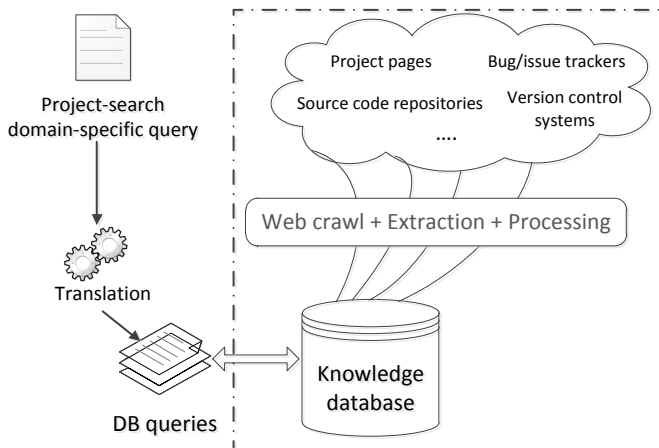 Project-search
domain-specific query
Translation
DB queries
Project pages
Bug/issue trackers
Source code repositories
Version control
systems
....
Web crawl + Extraction + Processing
Knowledge
database